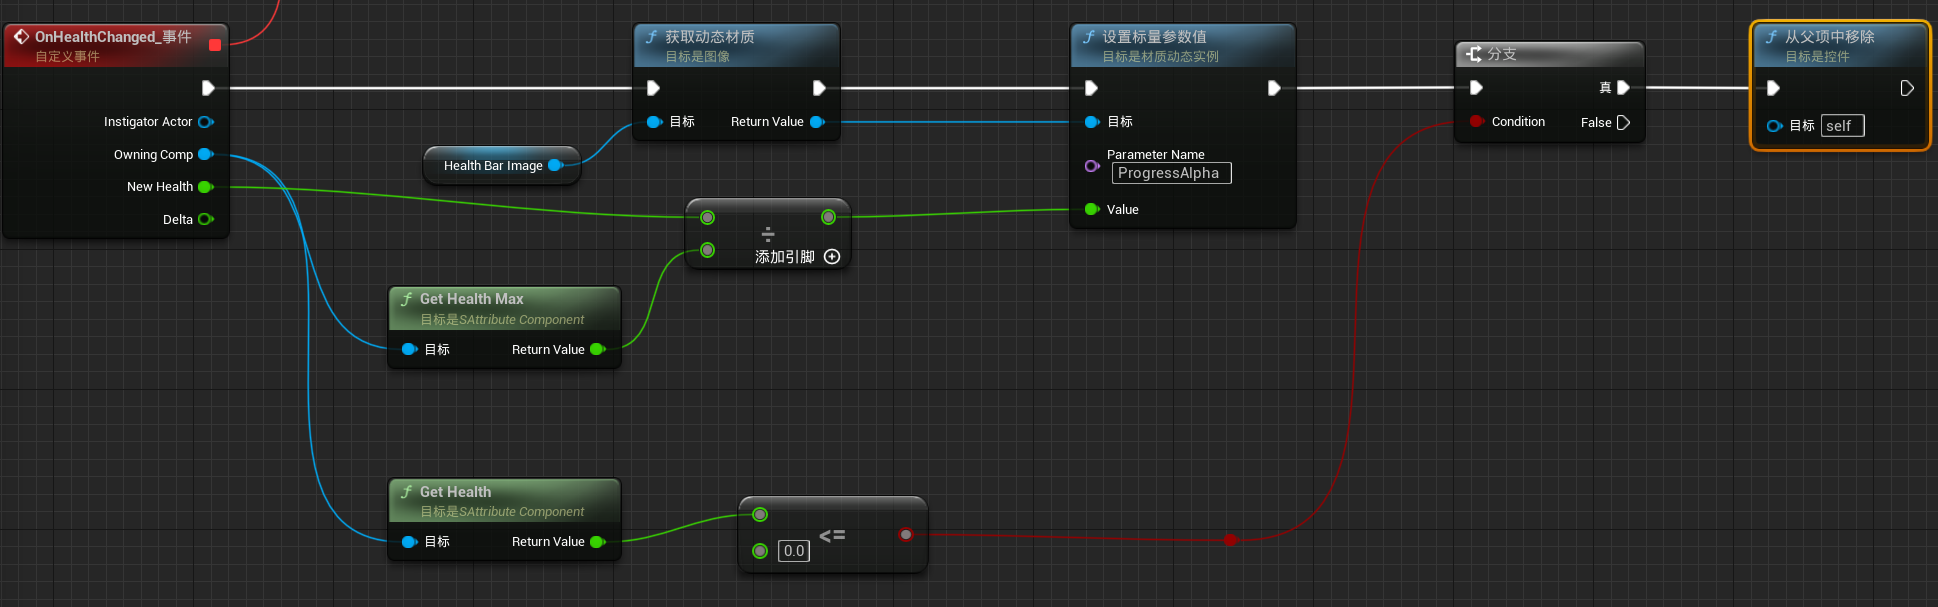 OnHealthChanged_事件
自定义事件
Instigator Actor
Owning Comp
New Health
Delta
Health Bar Image
获取动态材质
目标是图像
目标
Return Value
÷
添加引脚
Get Health Max
目标是SAttribute Component
目标
Return Value
Get Health
目标是SAttribute Component
目标
Return Value
0.0
<=
设置标量参数值
目标是材质动态实例
目标
Parameter Name
ProgressAlpha
Value
分支
真
Condition
False
从父项中移除
目标是控件
目标
self